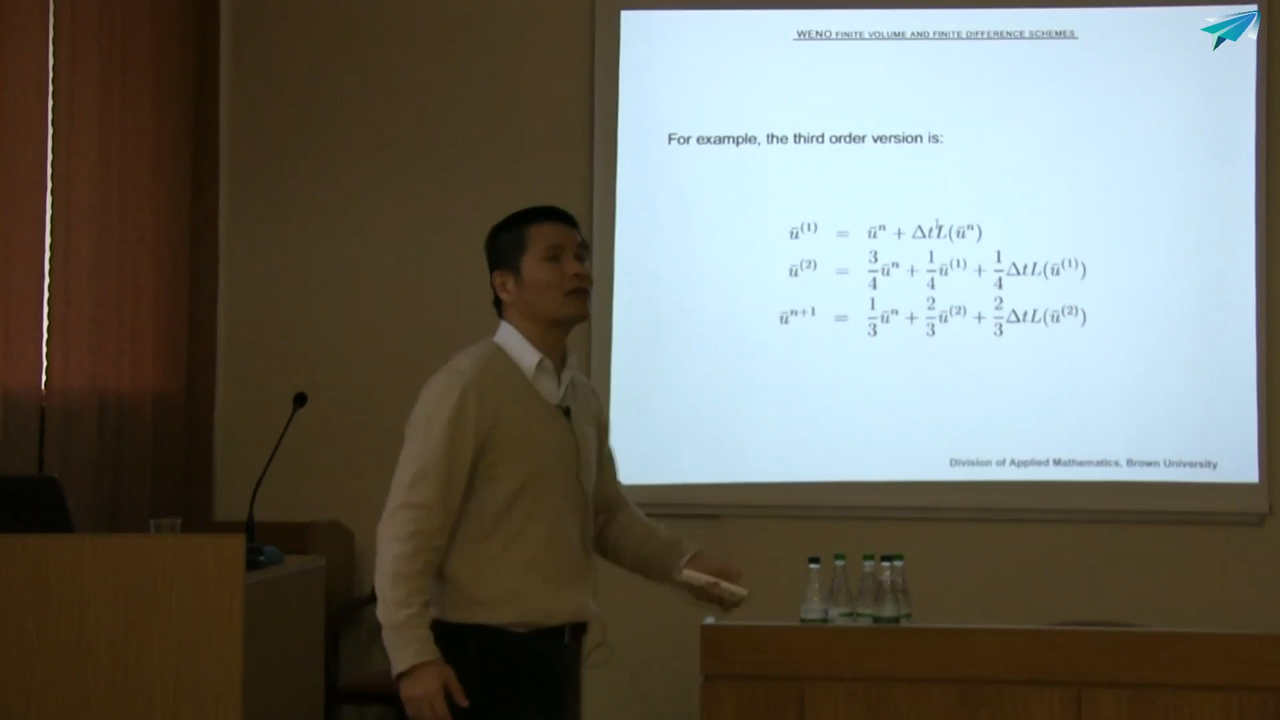 WENO FINITE VOLUME AND FINITE DIFFERENCE SCHEMES
For example, the third order version is:
ū⁽¹⁾ = ūⁿ + ΔtL(ūⁿ)
ū⁽²⁾ = 3/4 ūⁿ + 1/4 ū⁽¹⁾ + 1/4 ΔtL(ū⁽¹⁾)
ūⁿ⁺¹ = 1/3 ūⁿ + 2/3 ū⁽²⁾ + 2/3 ΔtL(ū⁽²⁾)
Division of Applied Mathematics, Brown University